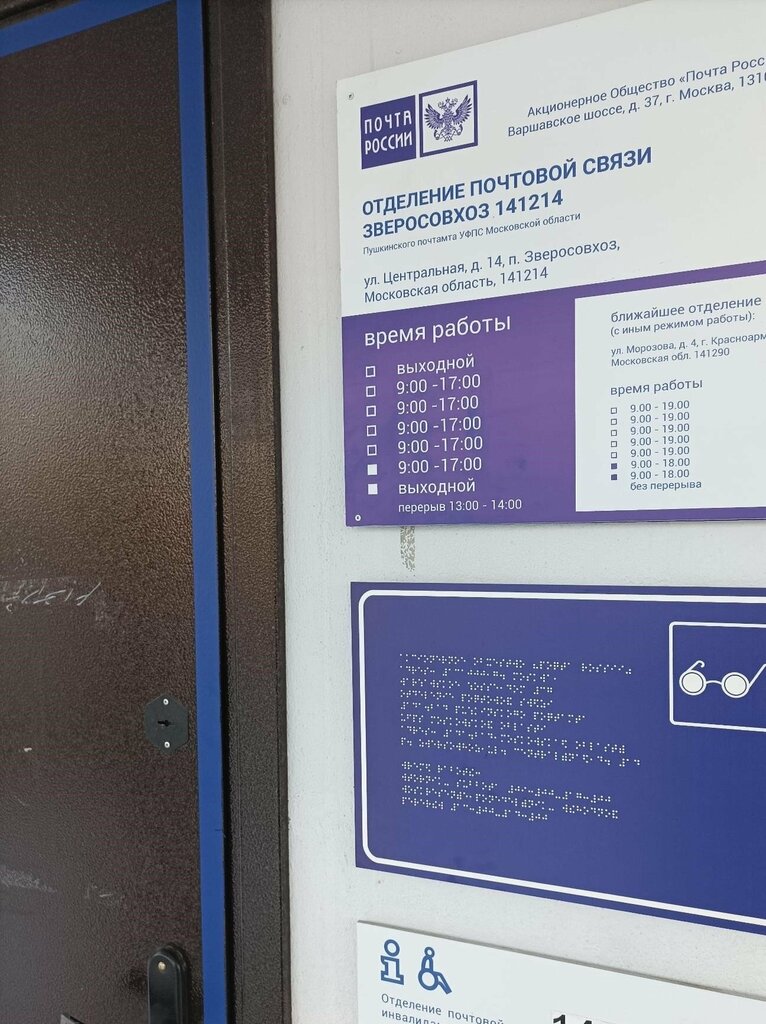 ПОЧТА
РОССИИ
Акционерное Общество «Почта Росс
Варшавское шоссе, д. 37, г. Москва, 1310
ОТДЕЛЕНИЕ ПОЧТОВОЙ СВЯЗИ
ЗВЕРОСОВХОЗ 141214
Пушкинского почтамта УФПС Московской области
ул. Центральная, д. 14, п. Зверосовхоз,
Московская область, 141214
время работы
выходной
9:00 -17:00
9:00 -17:00
9:00 -17:00
9:00 -17:00
9:00 -17:00
выходной
перерыв 13:00 - 14:00
ближайшее отделение
(с иным режимом работы):
ул. Морозова, д. 4, г. Красноарм
Московская обл. 141290
время работы
9.00 - 19.00
9.00 - 19.00
9.00 - 19.00
9.00 - 19.00
9.00 - 19.00
9.00 - 18.00
9.00 - 18.00
без перерыва
Отделение почтовой
инвалида